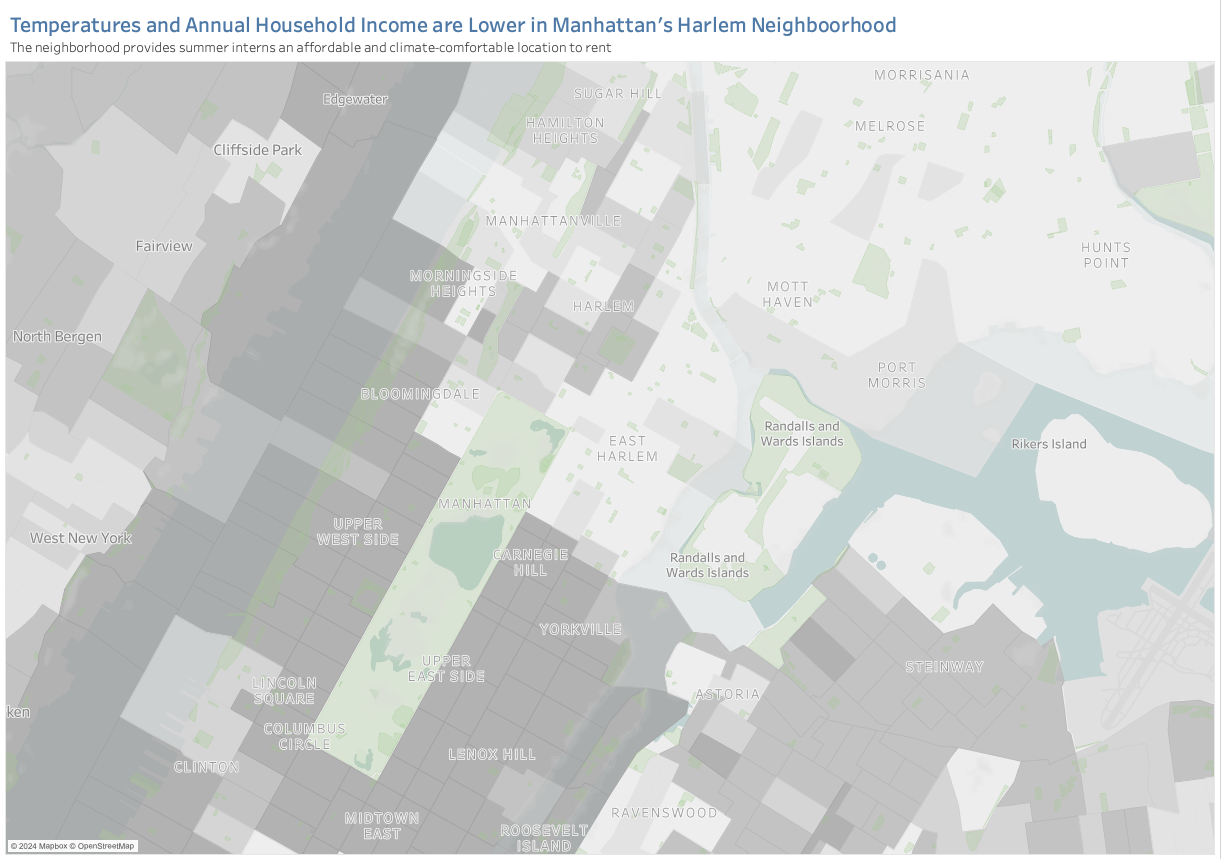 Temperatures and Annual Household Income are Lower in Manhattan's Harlem Neighboorhood
The neighborhood provides summer interns an affordable and climate-comfortable location to rent
MORRISANIA
SUGAR HILL
Edgewater
HAMILTON
HEIGHTS
MELROSE
Cliffside Park
MANHATTANVILLE
Fairview
HUNTS
POINT
MORNINGSIDE
HEIGHTS
MOTT
HAVEN
HARLEM
North Bergen
PORT
MORRIS
BLOOMINGDALE
Randalls and
Wards Islands
EAST
HARLEM
Rikers Island
MANHATTAN
UPPER
WEST SIDE
West New York
CARNEGIE
HILL
Randalls and
Wards Islands
YORKVILLE
UPPER
EAST SIDE
STEINWAY
LINCOLN
SQUARE
ASTORIA
ken
COLUMBUS
CIRCLE
LENOX HILL
CLINTON
RAVENSWOOD
MIDTOWN
EAST
ROOSEVELT
ISLAND
© 2024 Mapbox © OpenStreetMap